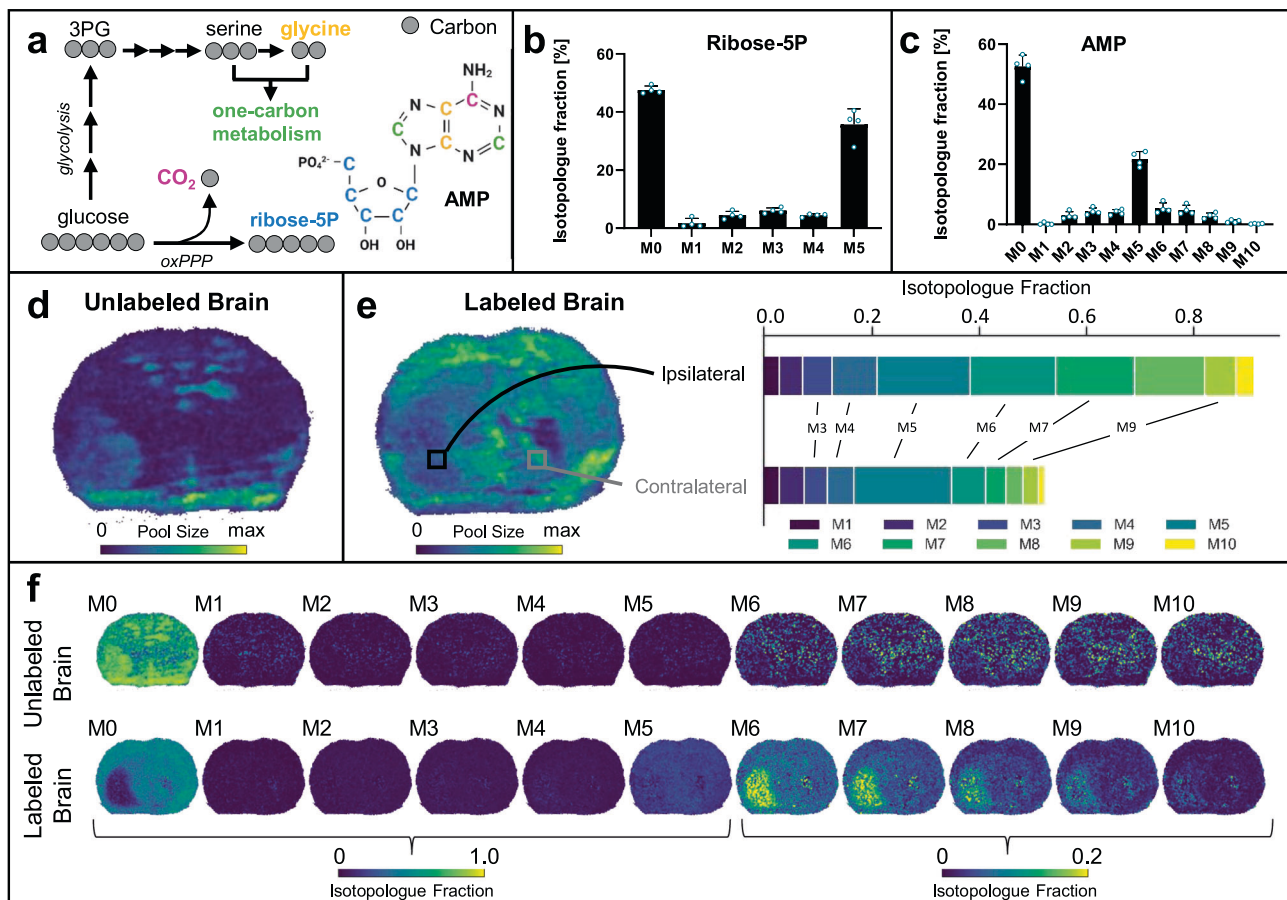 a
3PG
serine
glycine
Carbon
glycolysis
one-carbon
metabolism
CO2
glucose
oxPPP
ribose-5P
NH2
N
C
N
C
C
C
C
N
N
C
PO42-
C
O
C
C
C
C
OH
OH
AMP
b
Ribose-5P
Isotopologue fraction [%]
60
40
20
0
M0 M1 M2 M3 M4 M5
c
AMP
Isotopologue fraction [%]
60
40
20
0
M0 M1 M2 M3 M4 M5 M6 M7 M8 M9 M10
d
Unlabeled Brain
0 Pool Size max
e
Labeled Brain
Ipsilateral
Contralateral
0 Pool Size max
Isotopologue Fraction
0.0 0.2 0.4 0.6 0.8
M3 M4 M5 M6 M7 M9
M1 M2 M3 M4 M5
M6 M7 M8 M9 M10
f
Unlabeled
Brain
M0 M1 M2 M3 M4 M5 M6 M7 M8 M9 M10
Labeled
Brain
M0 M1 M2 M3 M4 M5 M6 M7 M8 M9 M10
0 1.0
Isotopologue Fraction
0 0.2
Isotopologue Fraction